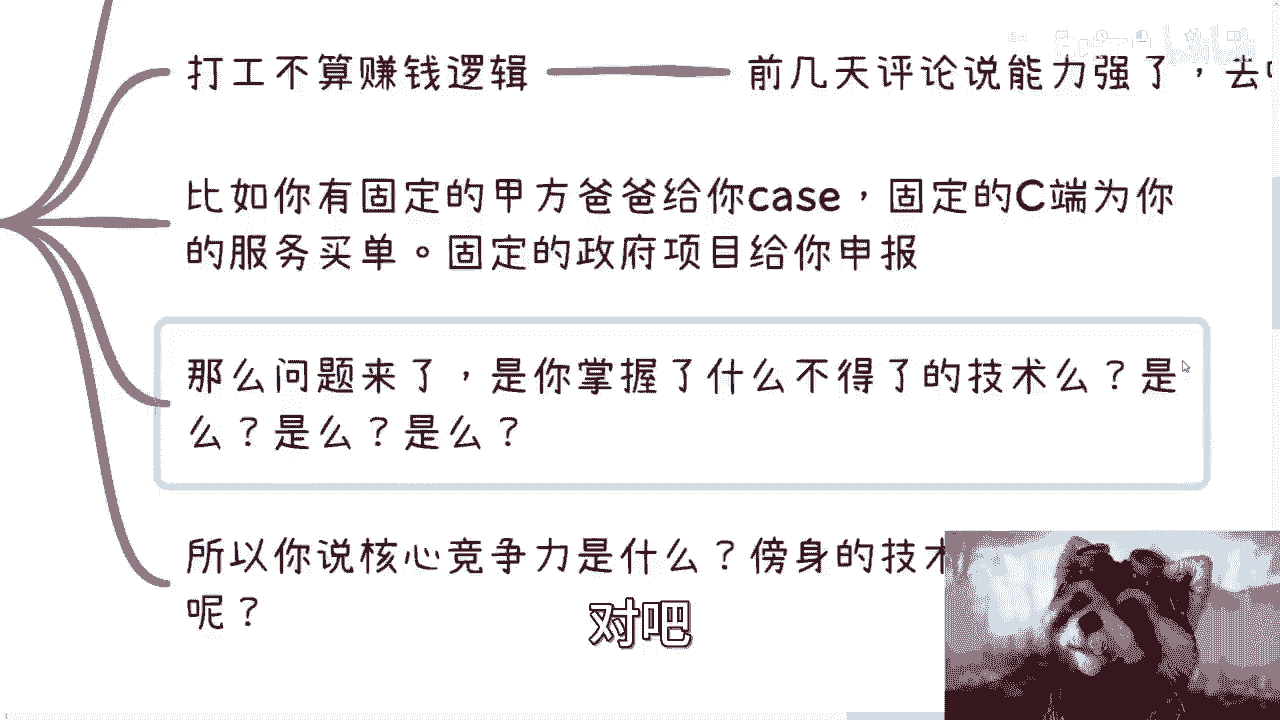 打工不算赚钱逻辑
前几天评论说能力强了，去
比如你有固定的甲方爸爸给你case，固定的C端为你
的服务买单。固定的政府项目给你申报
那么问题来了，是你掌握了什么不得了的技术么？是
么？是么？是么？
所以你说核心竞争力是什么？傍身的技术
呢？
对吧